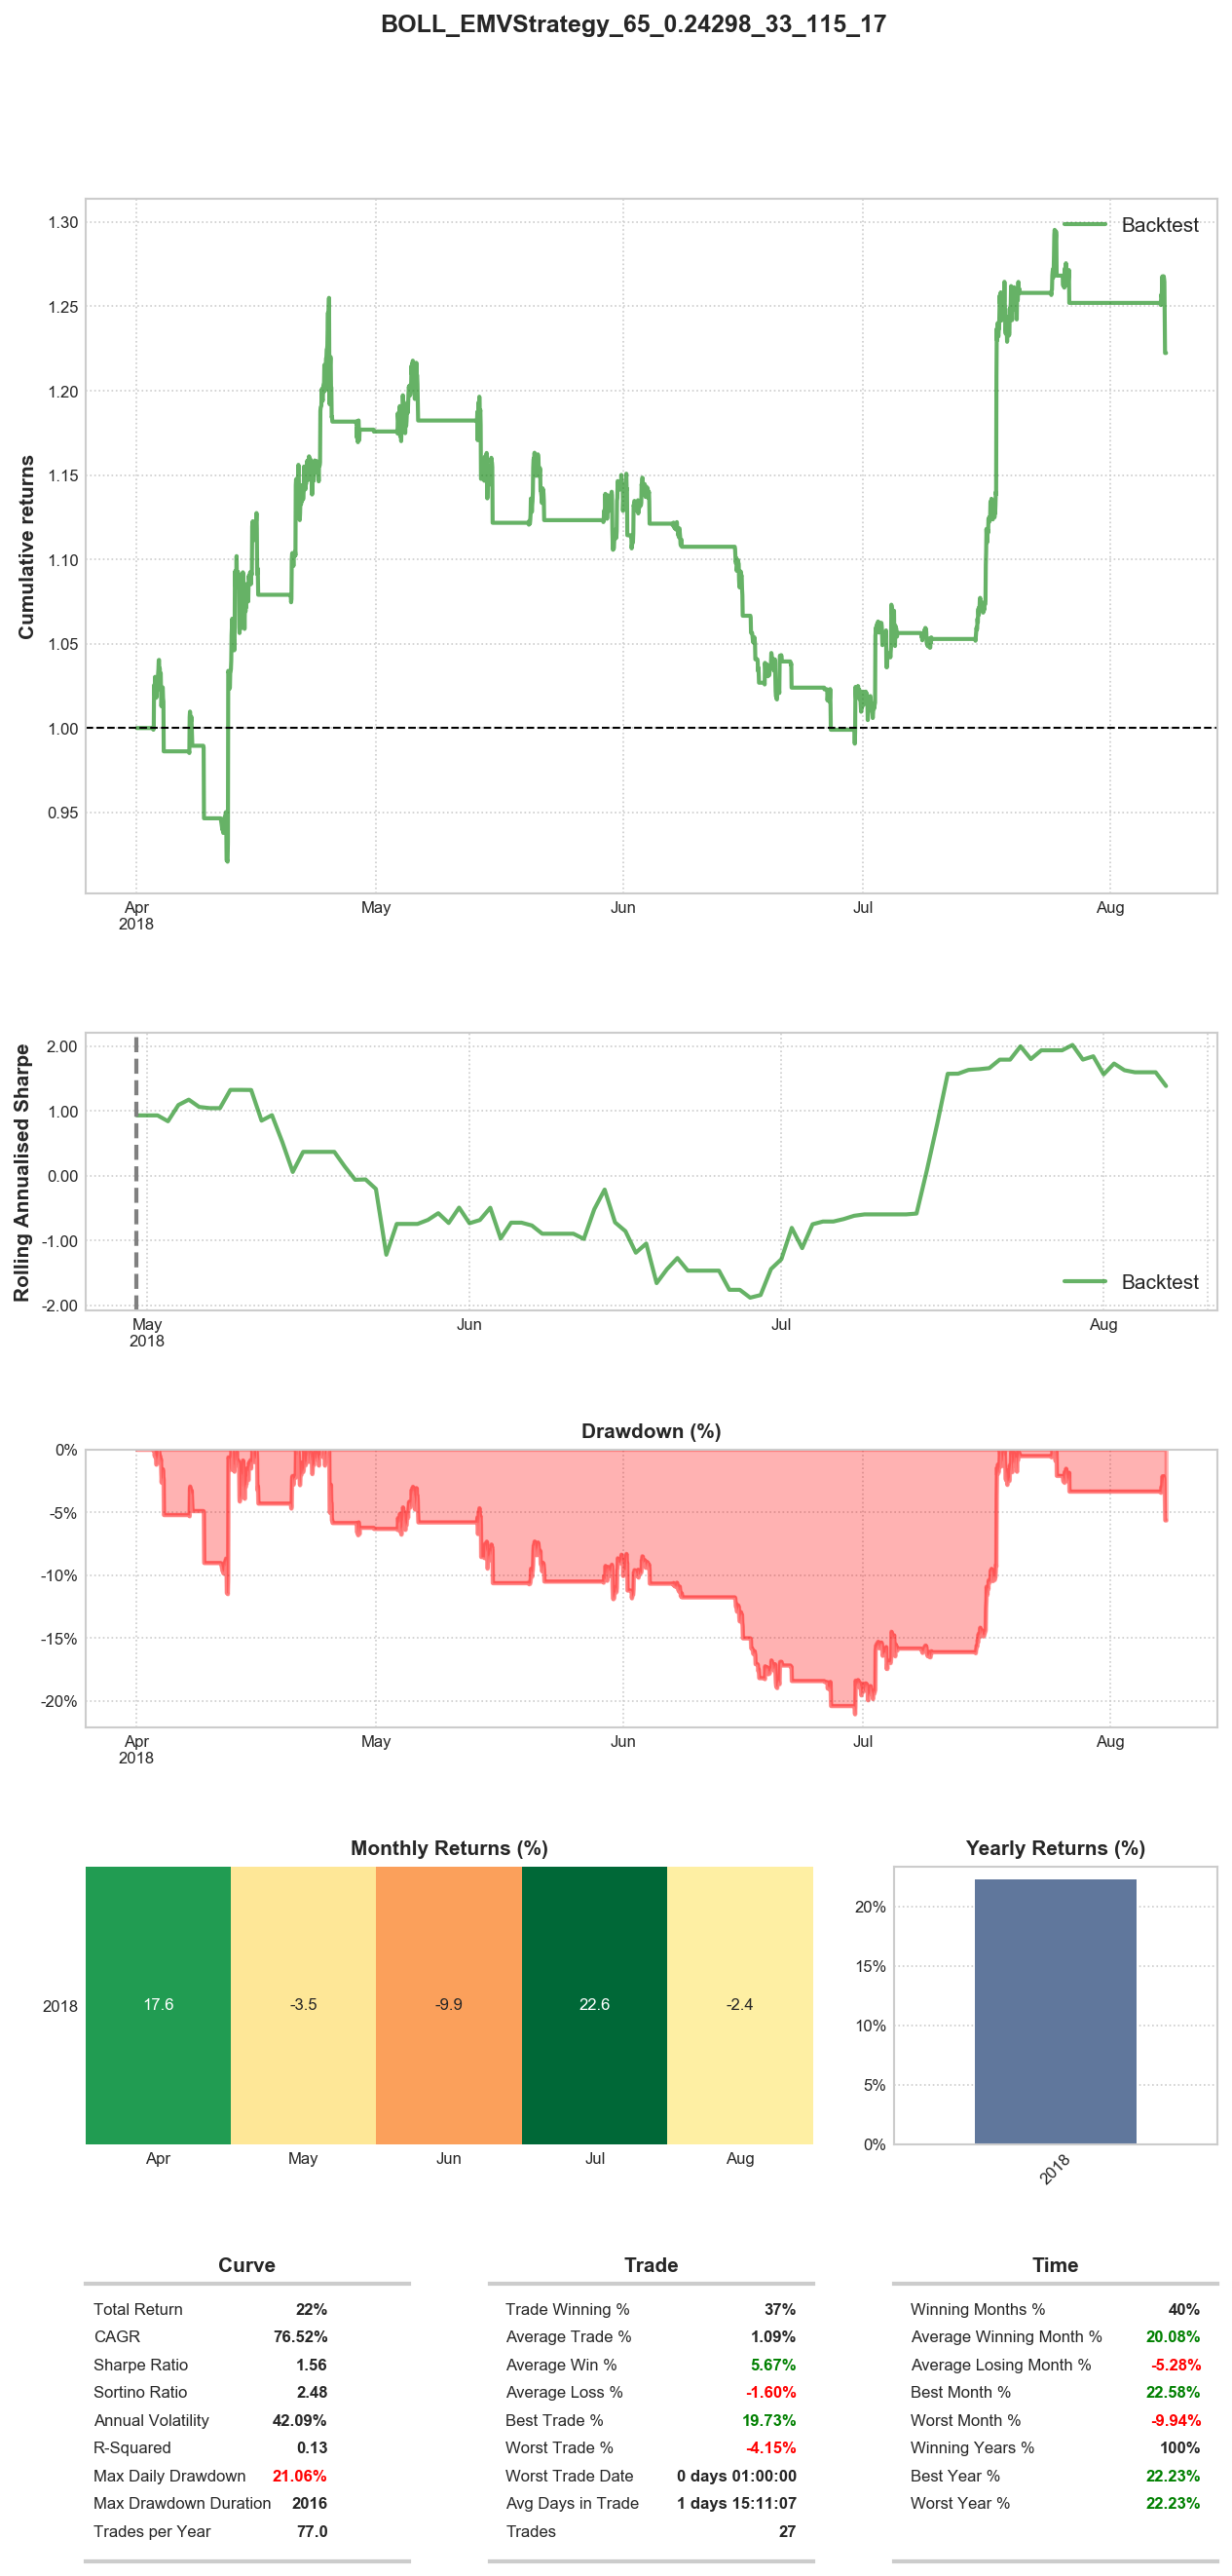 BOLL_EMVStrategy_65_0.24298_33_115_17
Cumulative returns
1.30
1.25
1.20
1.15
1.10
1.05
1.00
0.95
Backtest
Apr
2018
May
Jun
Jul
Aug
Rolling Annualised Sharpe
2.00
1.00
0.00
-1.00
-2.00
Backtest
May
2018
Jun
Jul
Aug
Drawdown (%)
0%
-5%
-10%
-15%
-20%
Apr
2018
May
Jun
Jul
Aug
Monthly Returns (%)
2018
17.6 -3.5 -9.9 22.6 -2.4
Apr May Jun Jul Aug
Yearly Returns (%)
20%
15%
10%
5%
0%
2018
Curve
Total Return 22%
CAGR 76.52%
Sharpe Ratio 1.56
Sortino Ratio 2.48
Annual Volatility 42.09%
R-Squared 0.13
Max Daily Drawdown 21.06%
Max Drawdown Duration 2016
Trades per Year 77.0
Trade
Trade Winning % 37%
Average Trade % 1.09%
Average Win % 5.67%
Average Loss % -1.60%
Best Trade % 19.73%
Worst Trade % -4.15%
Worst Trade Date 0 days 01:00:00
Avg Days in Trade 1 days 15:11:07
Trades 27
Time
Winning Months % 40%
Average Winning Month % 20.08%
Average Losing Month % -5.28%
Best Month % 22.58%
Worst Month % -9.94%
Winning Years % 100%
Best Year % 22.23%
Worst Year % 22.23%